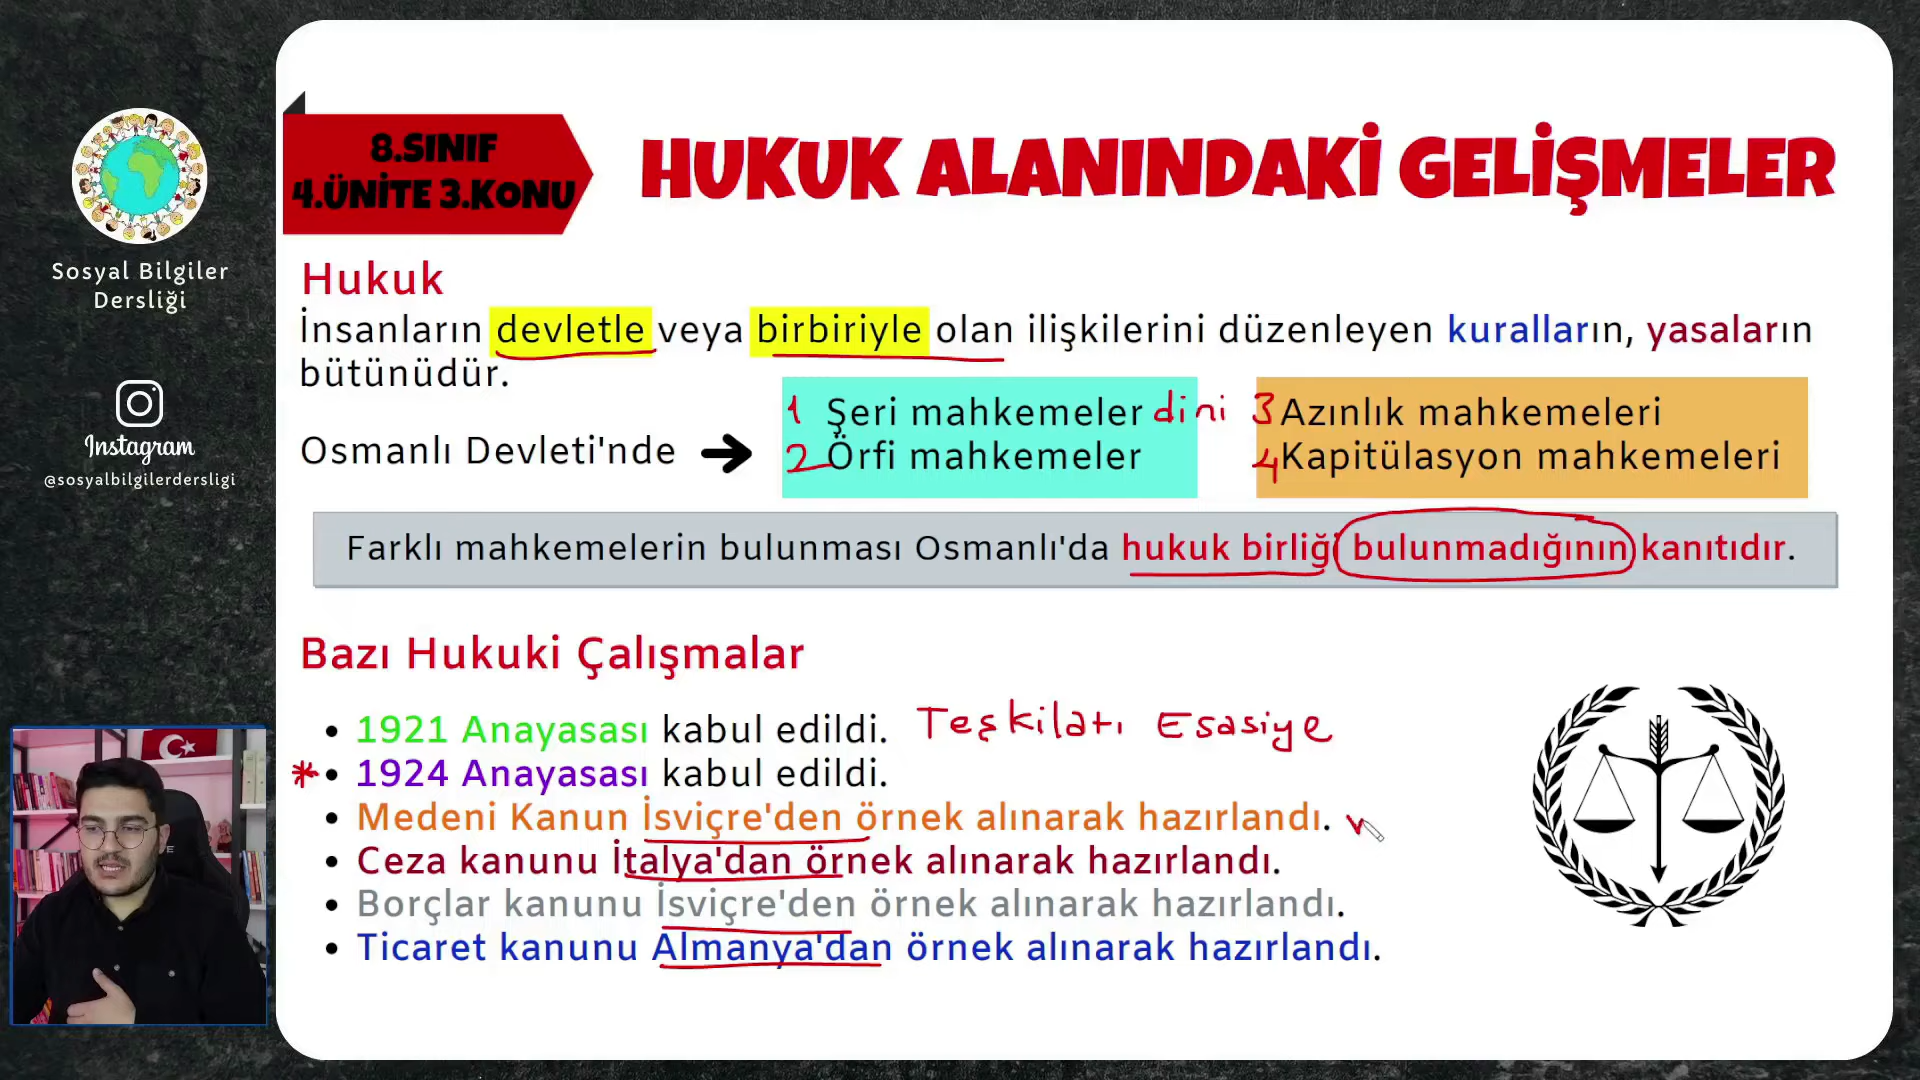 8.SINIF
4.ÜNİTE 3.KONU
HUKUK ALANINDAKİ GELİŞMELER
Sosyal Bilgiler
Dersliği
Instagram
@sosyalbilgilerdersligi
Hukuk
İnsanların devletle veya birbiriyle olan ilişkilerini düzenleyen kuralların, yasaların
bütünüdür.
Osmanlı Devleti'nde
1 Şeri mahkemeler dini
2 Örfi mahkemeler
3 Azınlık mahkemeleri
4 Kapitülasyon mahkemeleri
Farklı mahkemelerin bulunması Osmanlı'da hukuk birliği bulunmadığının kanıtıdır.
Bazı Hukuki Çalışmalar
• 1921 Anayasası kabul edildi. Teşkilatı Esasiye
* • 1924 Anayasası kabul edildi.
• Medeni Kanun İsviçre'den örnek alınarak hazırlandı.
• Ceza kanunu İtalya'dan örnek alınarak hazırlandı.
• Borçlar kanunu İsviçre'den örnek alınarak hazırlandı.
• Ticaret kanunu Almanya'dan örnek alınarak hazırlandı.